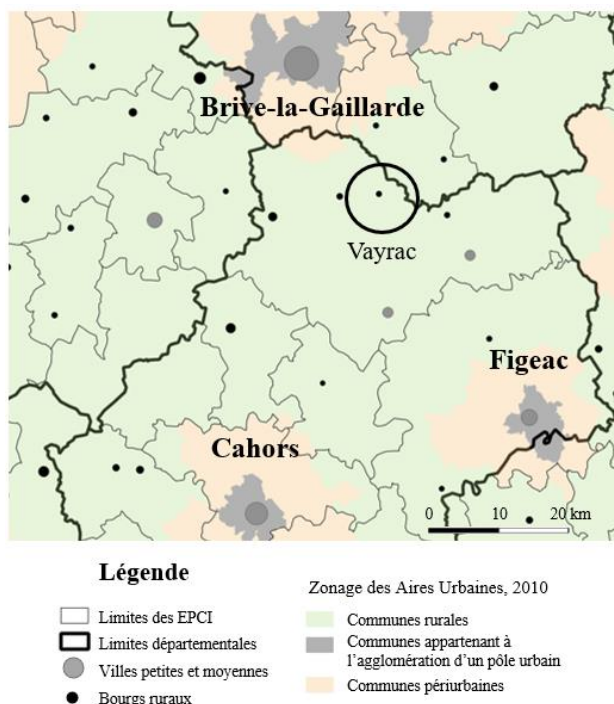 Brive-la-Gaillarde
Vayrac
Figeac
Cahors
0 10 20 km
Légende
Limites des EPCI
Limites départementales
Villes petites et moyennes
Bourgs ruraux
Zonage des Aires Urbaines, 2010
Communes rurales
Communes appartenant à
l'agglomération d'un pôle urbain
Communes périurbaines